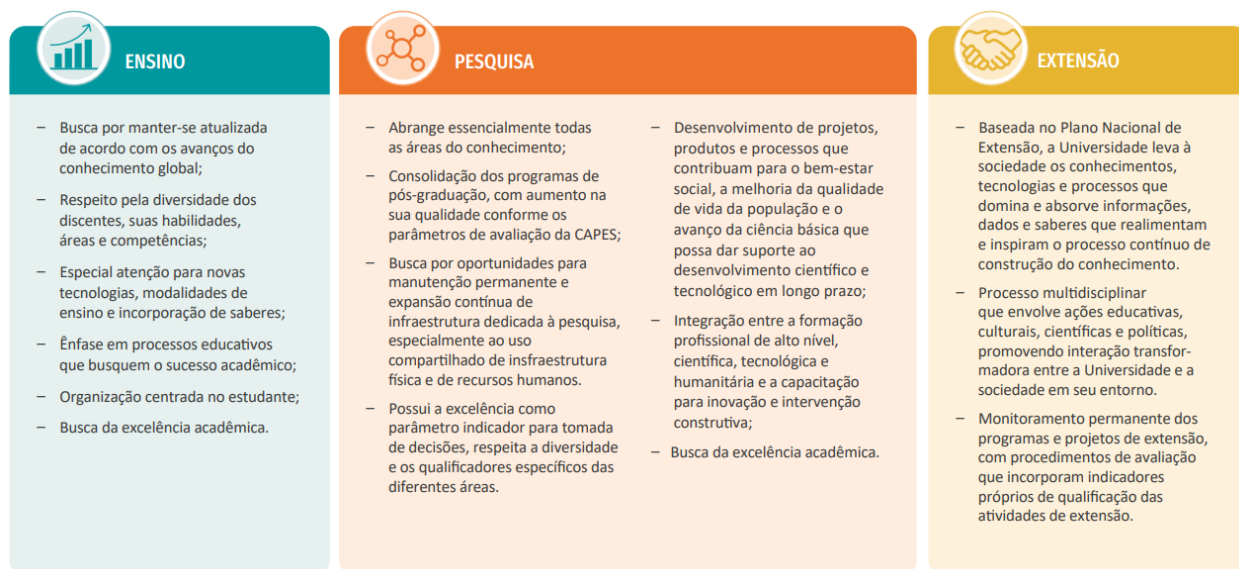 ENSINO
– Busca por manter-se atualizada
de acordo com os avanços do
conhecimento global;
– Respeito pela diversidade dos
discentes, suas habilidades,
áreas e competências;
– Especial atenção para novas
tecnologias, modalidades de
ensino e incorporação de saberes;
– Ênfase em processos educativos
que busquem o sucesso acadêmico;
– Organização centrada no estudante;
– Busca da excelência acadêmica.
PESQUISA
– Abrange essencialmente todas
as áreas do conhecimento;
– Consolidação dos programas de
pós-graduação, com aumento na
sua qualidade conforme os
parâmetros de avaliação da CAPES;
– Busca por oportunidades para
manutenção permanente e
expansão contínua de
infraestrutura dedicada à pesquisa,
especialmente ao uso
compartilhado de insfraestrutura
física e de recursos humanos.
– Possui a excelência como
parâmetro indicador para tomada
de decisões, respeita a diversidade
e os qualificadores específicos das
diferentes áreas.
– Desenvolvimento de projetos,
produtos e processos que
contribuam para o bem-estar
social, a melhoria da qualidade
de vida da população e o
avanço da ciência básica que
possa dar suporte ao
desenvolvimento científico e
tecnológico em longo prazo;
– Integração entre a formação
profissional de alto nível,
científica, tecnológica e
humanitária e a capacitação
para inovação e intervenção
construtiva;
– Busca da excelência acadêmica.
EXTENSÃO
– Baseada no Plano Nacional de
Extensão, a Universidade leva à
sociedade os conhecimentos,
tecnologias e processos que
domina e absorve informações,
dados e saberes que realimentam
e inspiram o processo contínuo de
construção do conhecimento.
– Processo multidisciplinar
que envolve ações educativas,
culturais, científicas e políticas,
promovendo interação transfor-
madora entre a Universidade e a
sociedade em seu entorno.
– Monitoramento permanente dos
programas e projetos de extensão,
com procedimentos de avaliação
que incorporam indicadores
próprios de qualificação das
atividades de extensão.